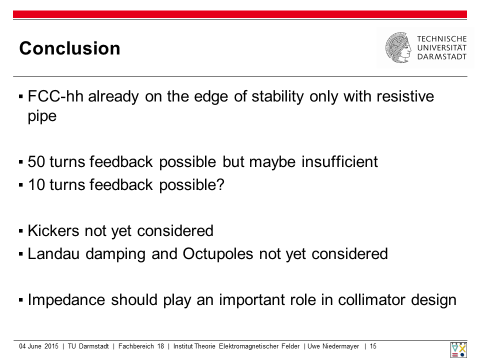 Conclusion
TECHNISCHE
UNIVERSITÄT
DARMSTADT
▪ FCC-hh already on the edge of stability only with resistive
pipe
▪ 50 turns feedback possible but maybe insufficient
▪ 10 turns feedback possible?
▪ Kickers not yet considered
▪ Landau damping and Octupoles not yet considered
▪ Impedance should play an important role in collimator design
04 June 2015 | TU Darmstadt | Fachbereich 18 | Institut Theorie Elektromagnetischer Felder | Uwe Niedermayer | 15